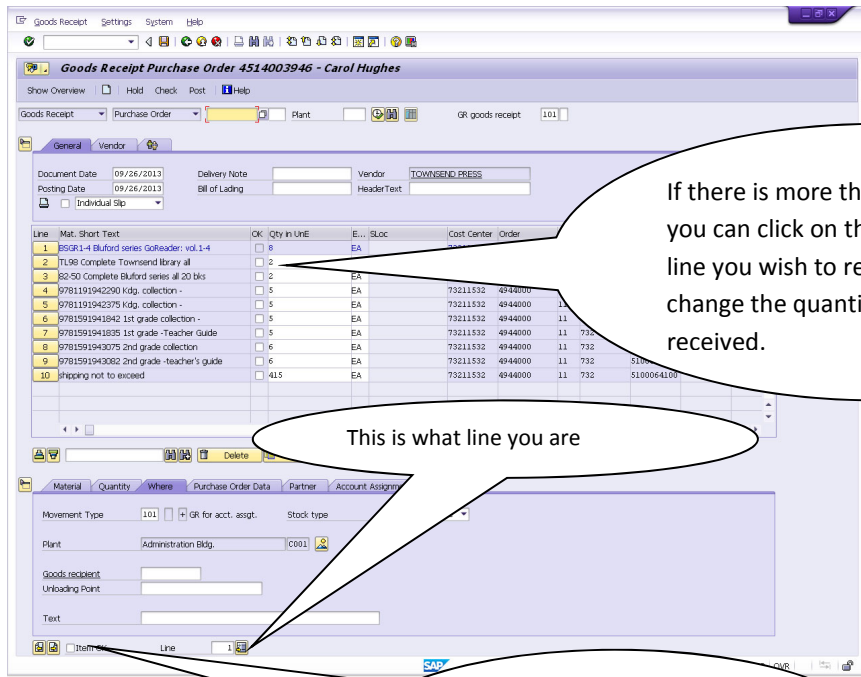 Goods Receipt Settings System Help
Goods Receipt Purchase Order 4514003946 - Carol Hughes
Show Overview Hold Check Post Help
Goods Receipt Purchase Order Plant GR goods receipt 101
General Vendor
Document Date 09/26/2013 Delivery Note Vendor TOWNSEND PRESS
Posting Date 09/26/2013 Bill of Lading HeaderText
Individual Slip
If there is more th
you can click on th
line you wish to re
change the quanti
received.
Line Mat. Short Text OK Qty in UnE E... SLoc Cost Center Order
1 BSGR1-4 Bluford series GoReader: vol.1-4 8 EA
2 TL98 Complete Townsend library all 2
3 82-50 Complete Bluford series all 20 bks 2 EA
4 9781191942290 Kdg. collection - 5 EA 73211532 4944000
5 9781191942375 Kdg. collection - 5 EA 73211532 4944000 11
6 9781591941842 1st grade collection - 5 EA 73211532 4944000 11
7 9781591941835 1st grade -Teacher Guide 5 EA 73211532 4944000 11 732
8 9781591943075 2nd grade collection 6 EA 73211532 4944000 11 732
9 9781591943082 2nd grade -teacher's guide 6 EA 73211532 4944000 11 732
10 shipping not to exceed 415 EA 73211532 4944000 11 732 5100064100
This is what line you are
Delete
Material Quantity Where Purchase Order Data Partner Account Assignm
Movement Type 101 + GR for acct. assgt. Stock type
Plant Administration Bldg. C001
Goods recipient
Unloading Point
Text
Item OK Line 1
SAP OVR